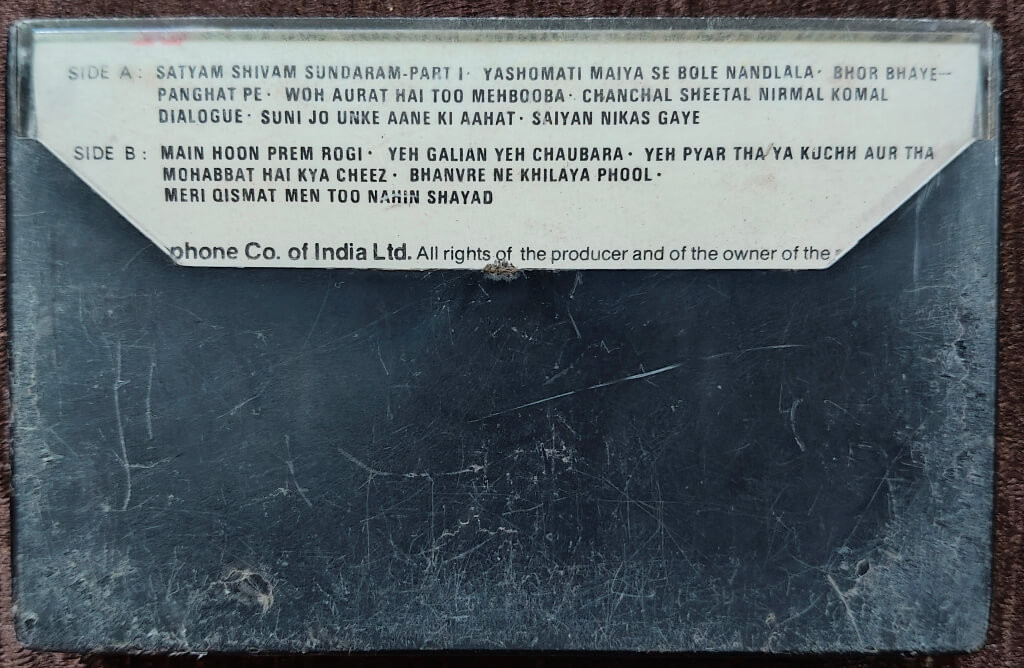 SIDE A: SATYAM SHIVAM SUNDARAM-PART I· YASHOMATI MAIYA SE BOLE NANDLALA· BHOR BHAYE—
PANGHAT PE· WOH AURAT HAI TOO MEHBOOBA· CHANCHAL SHEETAL NIRMAL KOMAL
DIALOGUE· SUNI JO UNKE AANE KI AAHAT· SAIYAN NIKAS GAYE
SIDE B: MAIN HOON PREM ROGI· YEH GALIAN YEH CHAUBARA· YEH PYAR THA YA KUCHH AUR THA
MOHABBAT HAI KYA CHEEZ· BHANVRE NE KHILAYA PHOOL·
MERI QISMAT MEN TOO NAHIN SHAYAD
phone Co. of India Ltd. All rights of the producer and of the owner of the